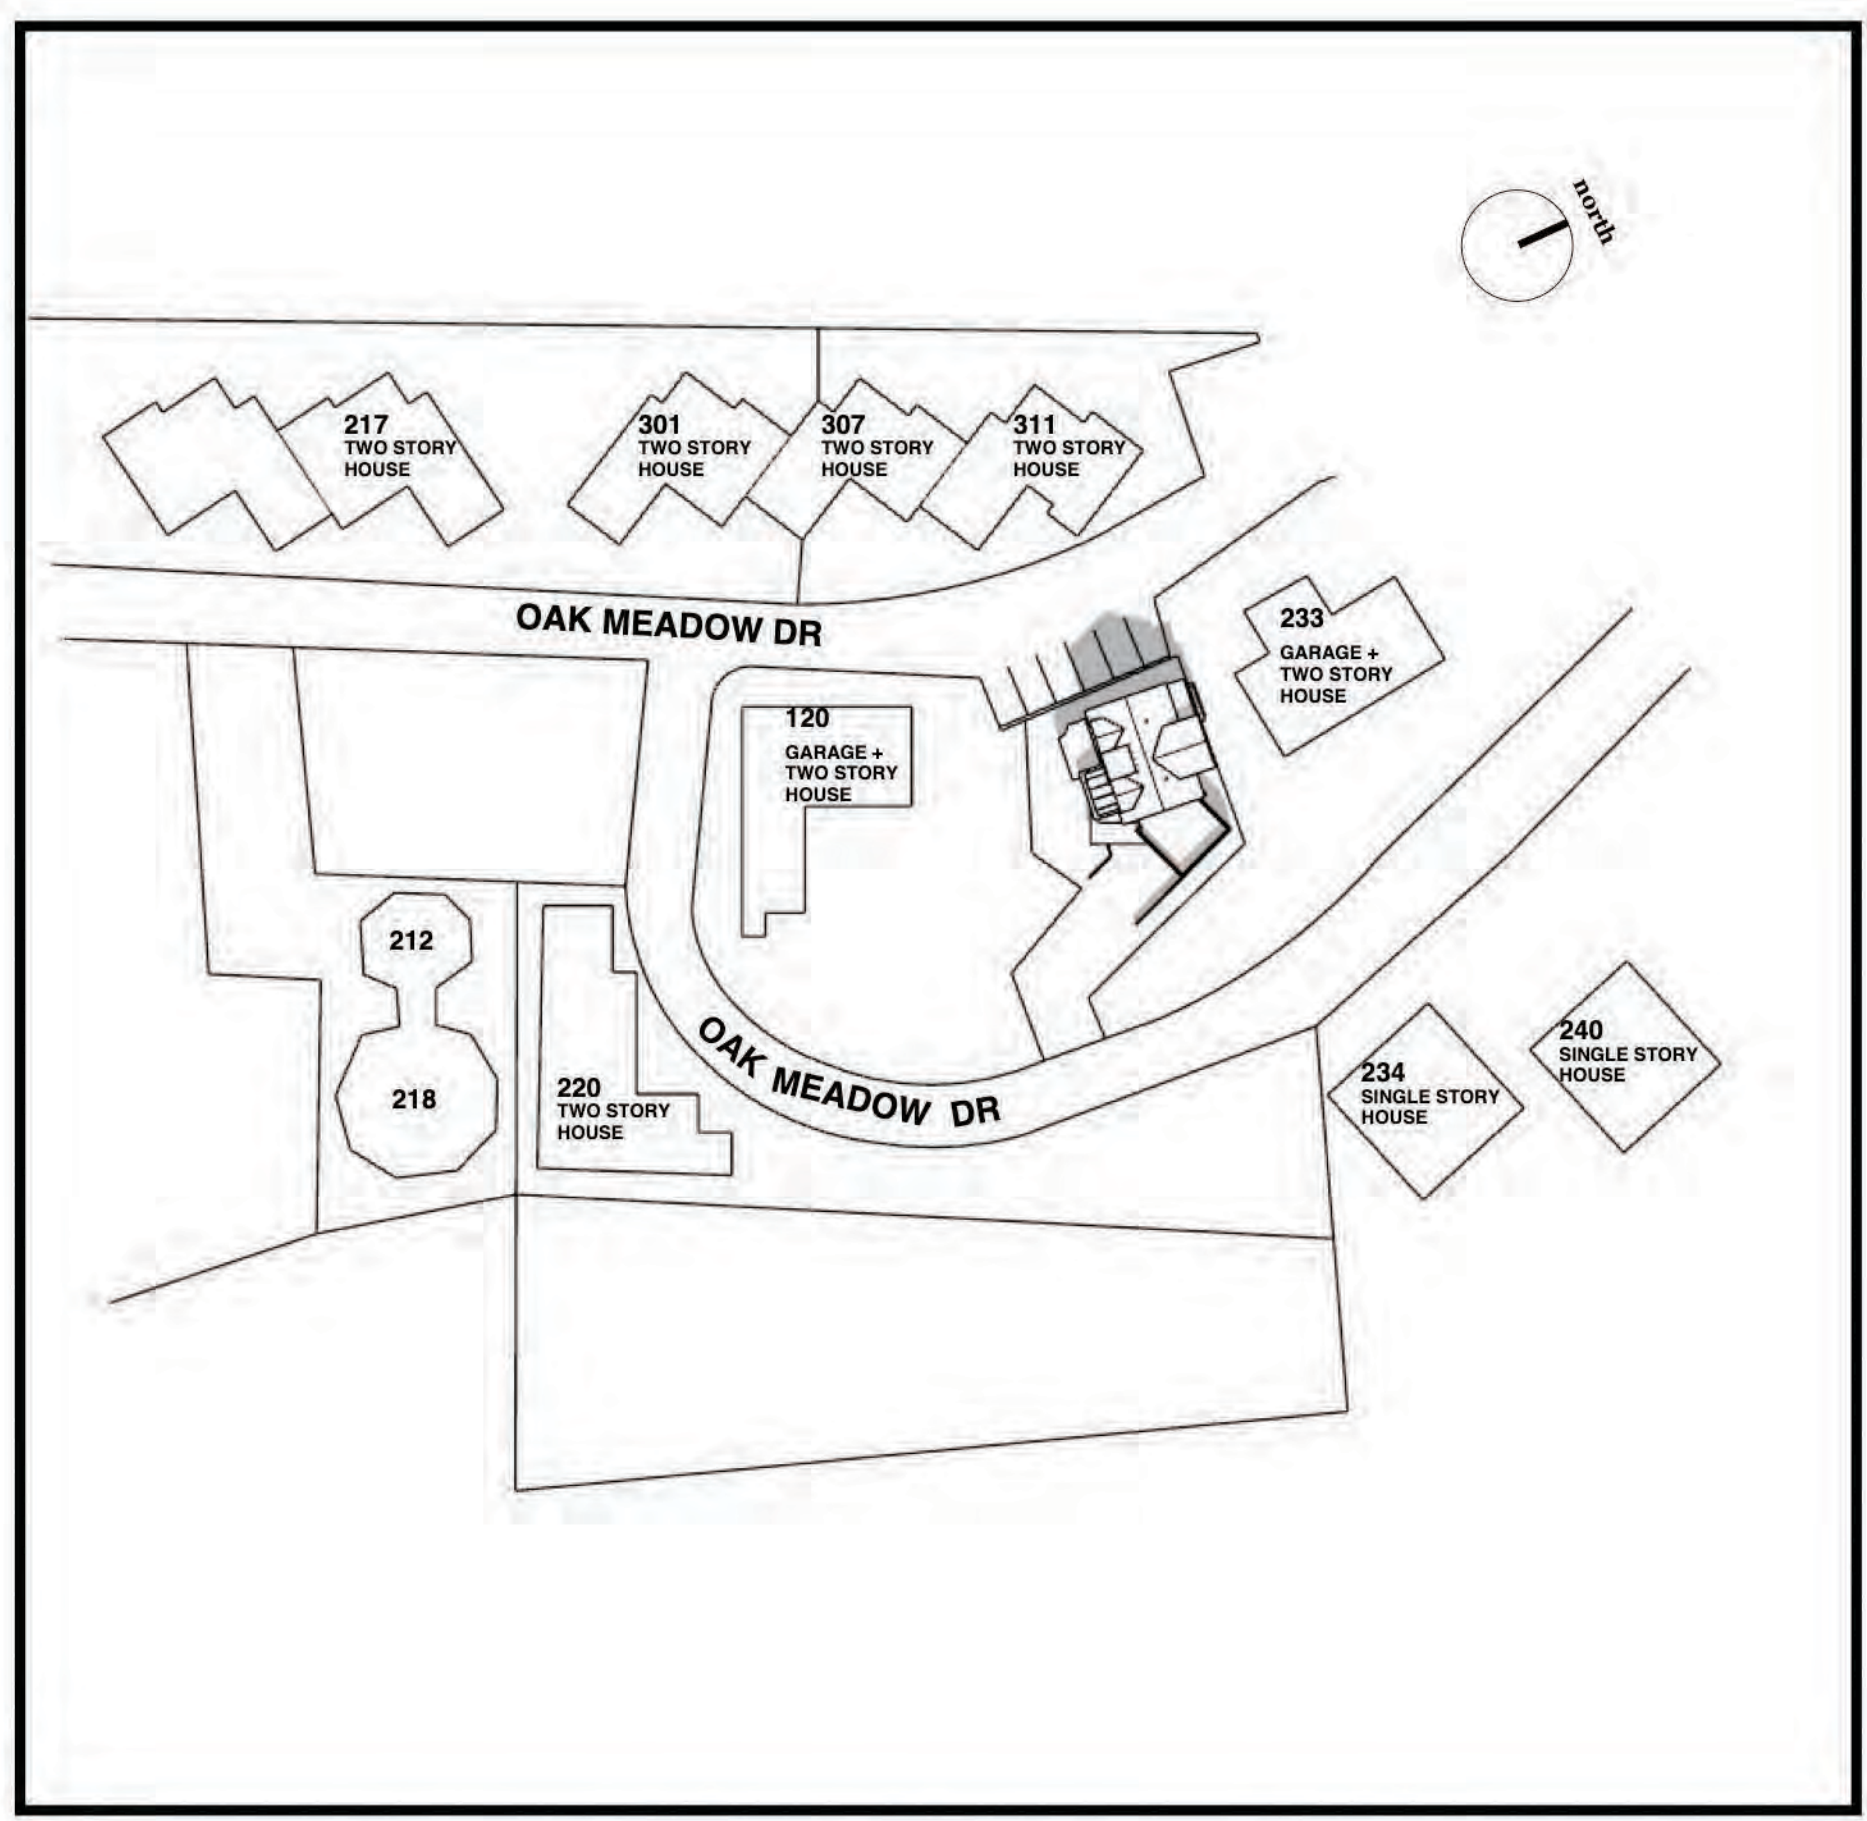 north
217
TWO STORY
HOUSE
301
TWO STORY
HOUSE
307
TWO STORY
HOUSE
311
TWO STORY
HOUSE
OAK MEADOW DR
233
GARAGE +
TWO STORY
HOUSE
120
GARAGE +
TWO STORY
HOUSE
212
218
220
TWO STORY
HOUSE
OAK MEADOW DR
234
SINGLE STORY
HOUSE
240
SINGLE STORY
HOUSE